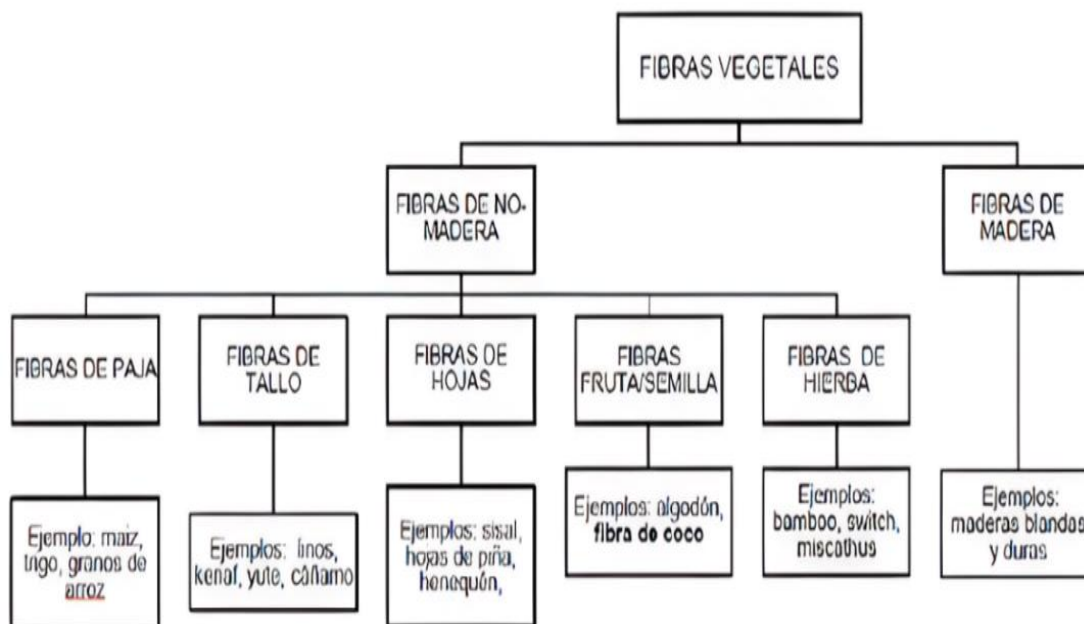 FIBRAS VEGETALES
FIBRAS DE NO-
MADERA
FIBRAS DE
MADERA
FIBRAS DE PAJA
FIBRAS DE
TALLO
FIBRAS DE
HOJAS
FIBRAS
FRUTA/SEMILLA
FIBRAS DE
HIERBA
Ejemplo: maiz,
trigo, granos de
arroz
Ejemplos: linos,
kenaf, yute, cáñamo
Ejemplos: sisal,
hojas de piña,
henequén,
Ejemplos: algodón,
fibra de coco
Ejemplos:
bamboo, switch,
miscathus
Ejemplos:
maderas blandas
y duras